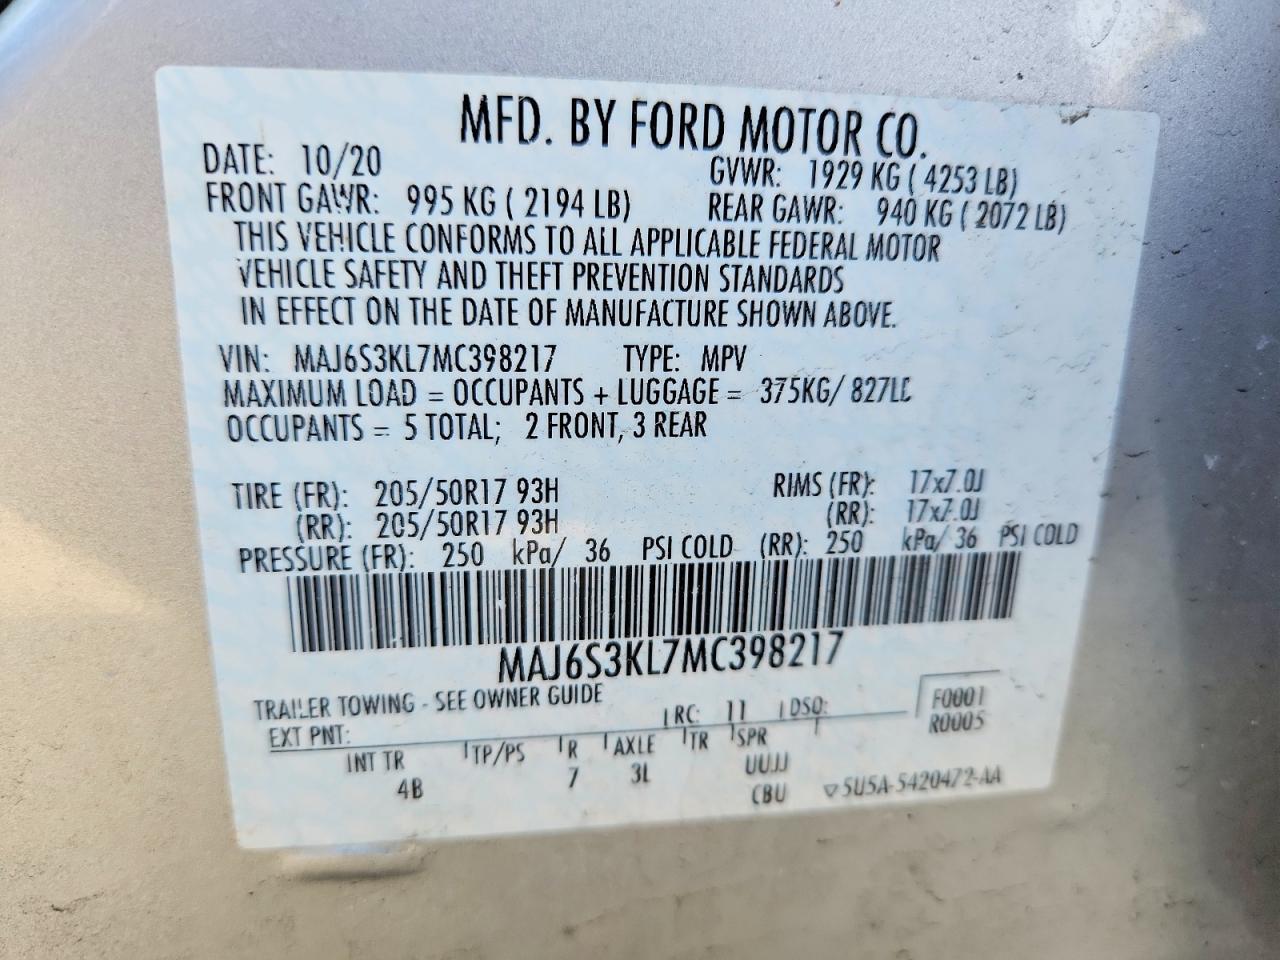 MFD. BY FORD MOTOR CO.
DATE: 10/20 GVWR: 1929 KG ( 4253 LB)
FRONT GAWR: 995 KG ( 2194 LB) REAR GAWR: 940 KG ( 2072 LB)
THIS VEHICLE CONFORMS TO ALL APPLICABLE FEDERAL MOTOR
VEHICLE SAFETY AND THEFT PREVENTION STANDARDS
IN EFFECT ON THE DATE OF MANUFACTURE SHOWN ABOVE.
VIN: MAJ6S3KL7MC398217 TYPE: MPV
MAXIMUM LOAD = OCCUPANTS + LUGGAGE = 375KG/ 827LB
OCCUPANTS = 5 TOTAL; 2 FRONT, 3 REAR
TIRE (FR): 205/50R17 93H RIMS (FR): 17x7.0J
(RR): 205/50R17 93H (RR): 17x7.0J
PRESSURE (FR): 250 kPa/ 36 PSI COLD (RR): 250 kPa/ 36 PSI COLD
MAJ6S3KL7MC398217
TRAILER TOWING - SEE OWNER GUIDE
EXT PNT: RC: 11 DSO: F0001
R0005
INT TR TP/PS R AXLE TR SPR
4B 7 3L UUJJ
CBU ▽5U5A-5420472-AA